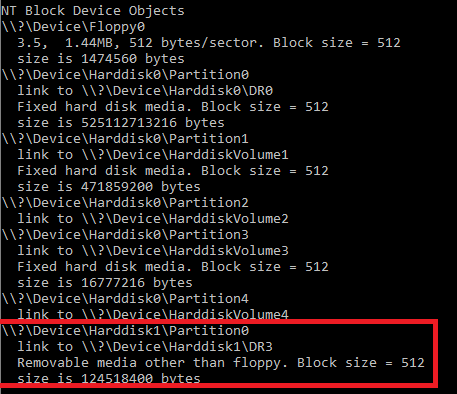 NT Block Device Objects
\\?\Device\Floppy0
  3.5,  1.44MB, 512 bytes/sector. Block size = 512
  size is 1474560 bytes
\\?\Device\Harddisk0\Partition0
  link to \\?\Device\Harddisk0\DR0
  Fixed hard disk media. Block size = 512
  size is 525112713216 bytes
\\?\Device\Harddisk0\Partition1
  link to \\?\Device\HarddiskVolume1
  Fixed hard disk media. Block size = 512
  size is 471859200 bytes
\\?\Device\Harddisk0\Partition2
  link to \\?\Device\HarddiskVolume2
\\?\Device\Harddisk0\Partition3
  link to \\?\Device\HarddiskVolume3
  Fixed hard disk media. Block size = 512
  size is 16777216 bytes
\\?\Device\Harddisk0\Partition4
  link to \\?\Device\HarddiskVolume4
\\?\Device\Harddisk1\Partition0
  link to \\?\Device\Harddisk1\DR3
  Removable media other than floppy. Block size = 512
  size is 124518400 bytes